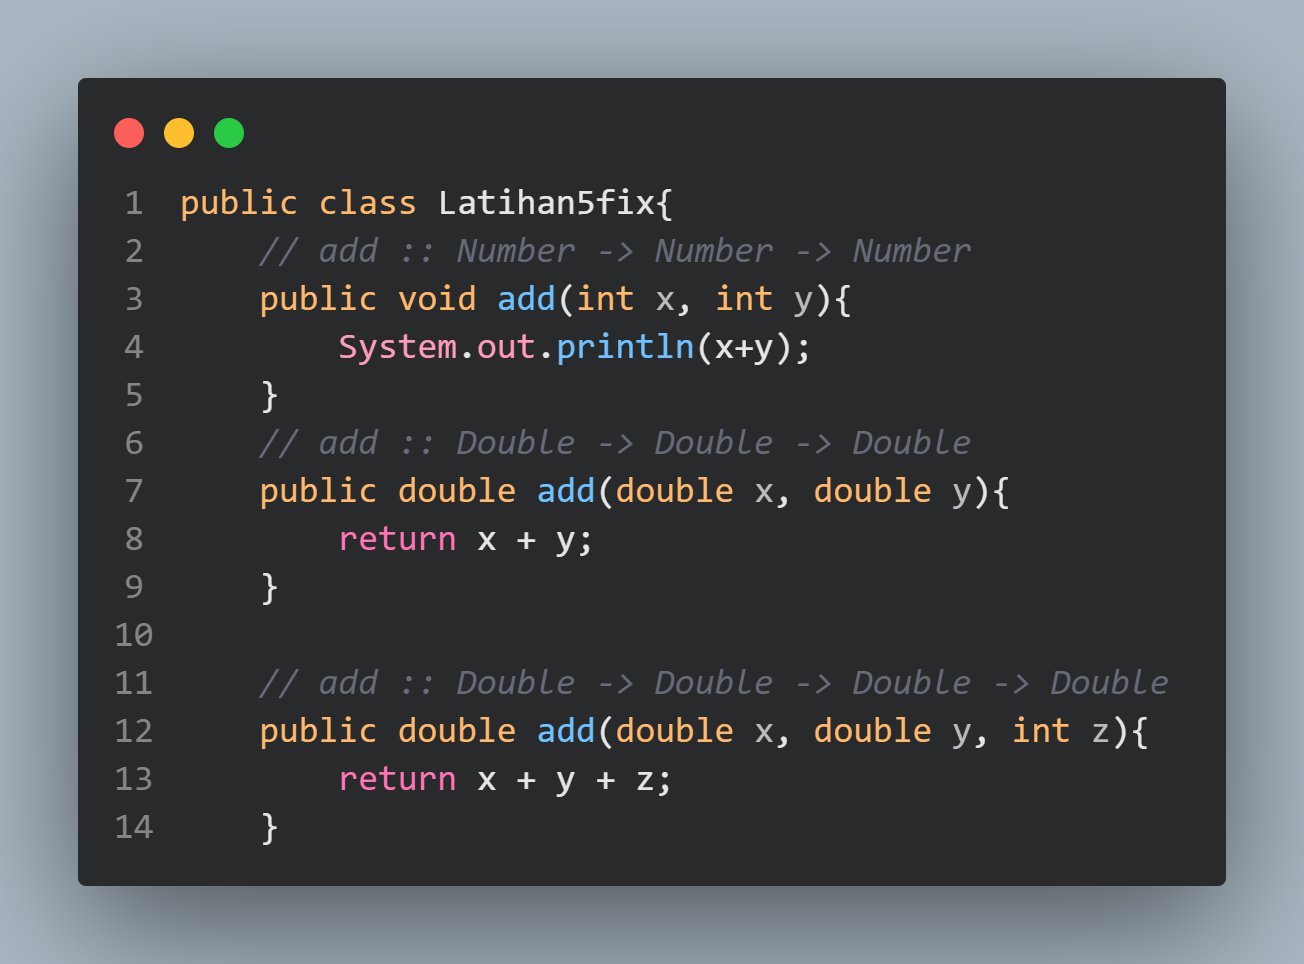 1 public class Latihan5fix{
2     // add :: Number -> Number -> Number
3     public void add(int x, int y){
4         System.out.println(x+y);
5     }
6     // add :: Double -> Double -> Double
7     public double add(double x, double y){
8         return x + y;
9     }
10
11     // add :: Double -> Double -> Double -> Double
12     public double add(double x, double y, int z){
13         return x + y + z;
14     }